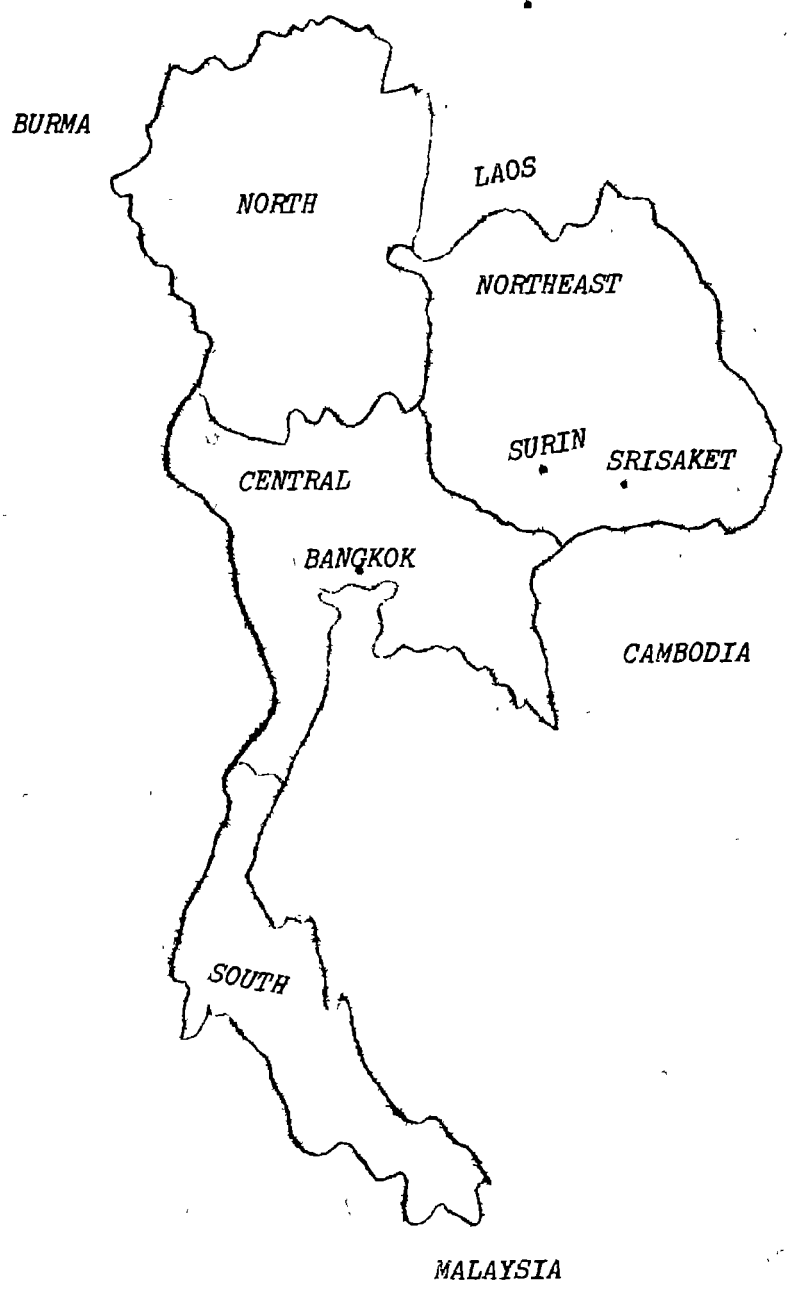 BURMA
LAOS
NORTH
NORTHEAST
SURIN
SRISAKET
CENTRAL
BANGKOK
CAMBODIA
SOUTH
MALAYSIA